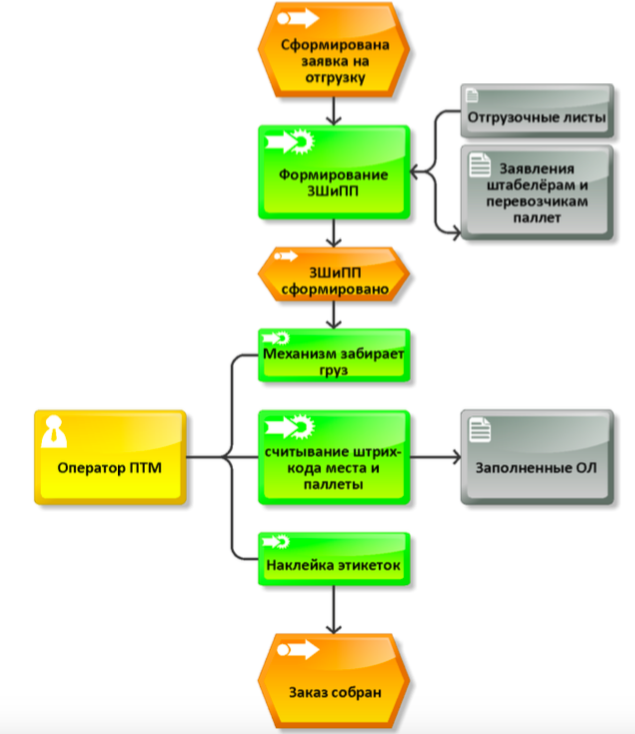 Сформирована
заявка на
отгрузку
Отгрузочные листы
Формирование
ЗШиПП
Заявления
штабелёрам и
перевозчикам
паллет
ЗШиПП
сформировано
Механизм забирает
груз
Оператор ПТМ
считывание штрих-
кода места и
паллеты
Заполненные ОЛ
Наклейка этикеток
Заказ собран